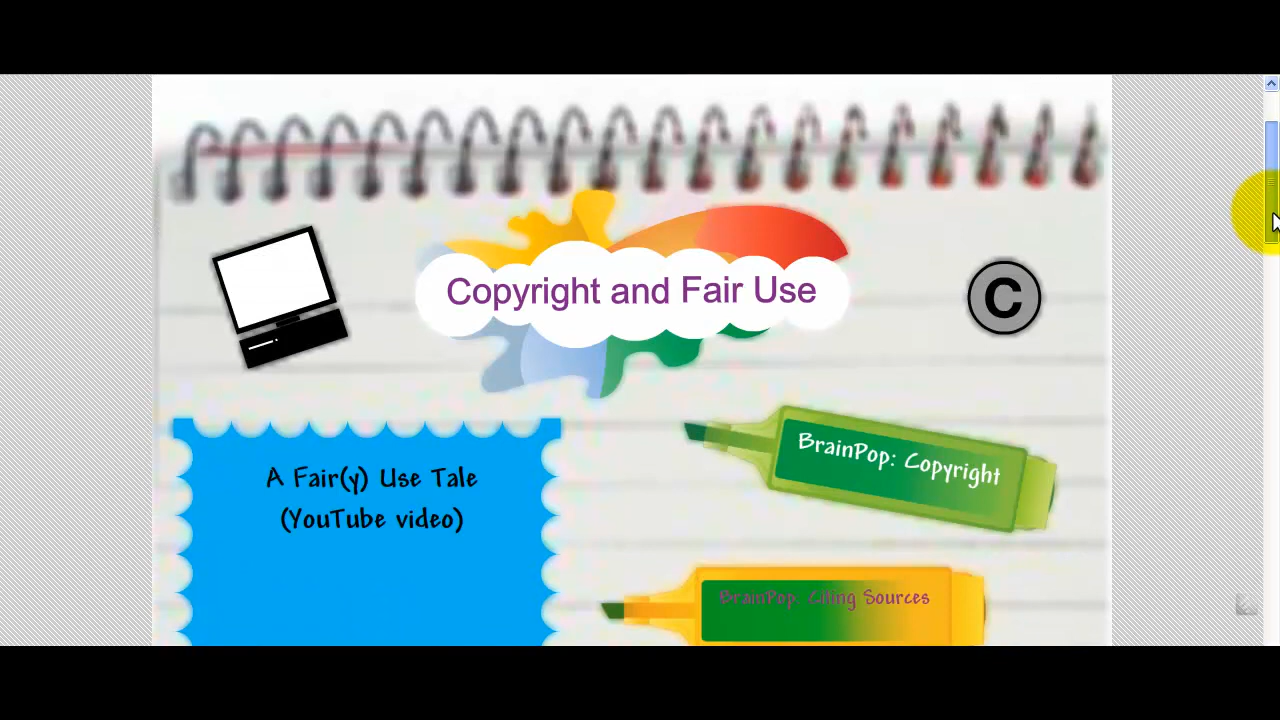 Copyright and Fair Use
C
A Fair(y) Use Tale
(YouTube video)
BrainPop: Copyright
BrainPop: Citing Sources